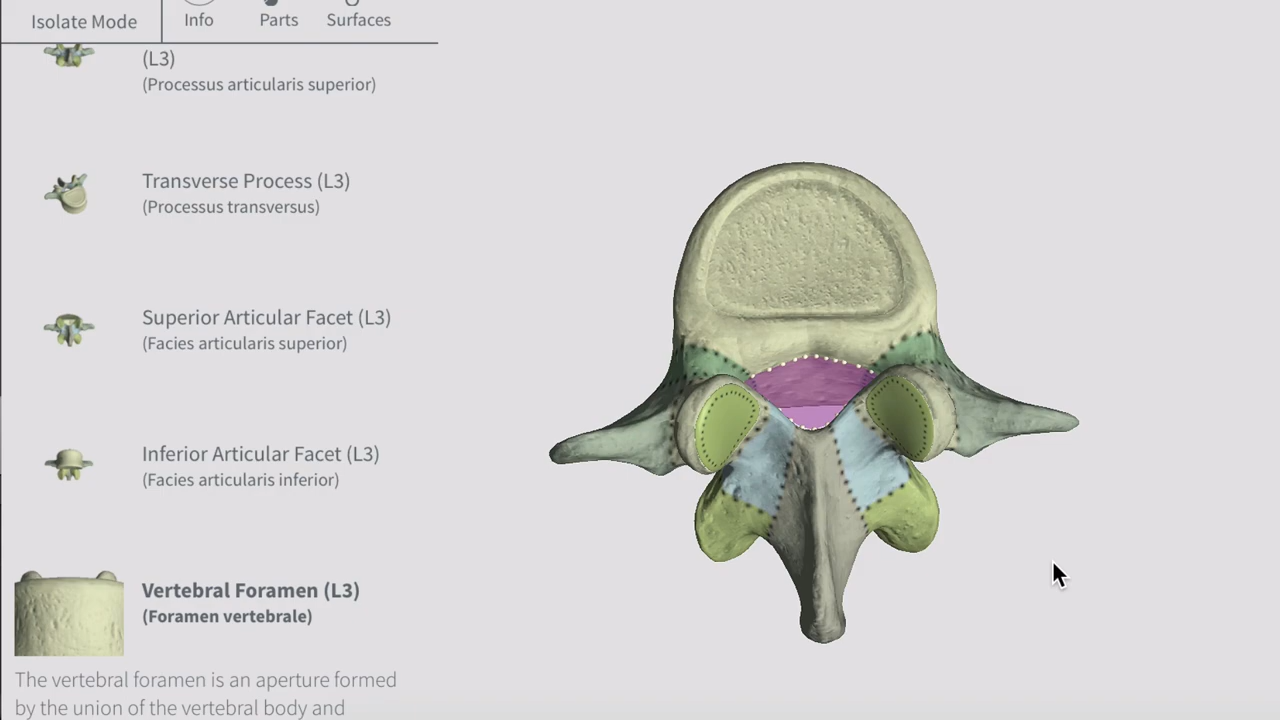 Isolate Mode
Info
Parts
Surfaces
(L3)
(Processus articularis superior)
Transverse Process (L3)
(Processus transversus)
Superior Articular Facet (L3)
(Facies articularis superior)
Inferior Articular Facet (L3)
(Facies articularis inferior)
Vertebral Foramen (L3)
(Foramen vertebrale)
The vertebral foramen is an aperture formed
by the union of the vertebral body and